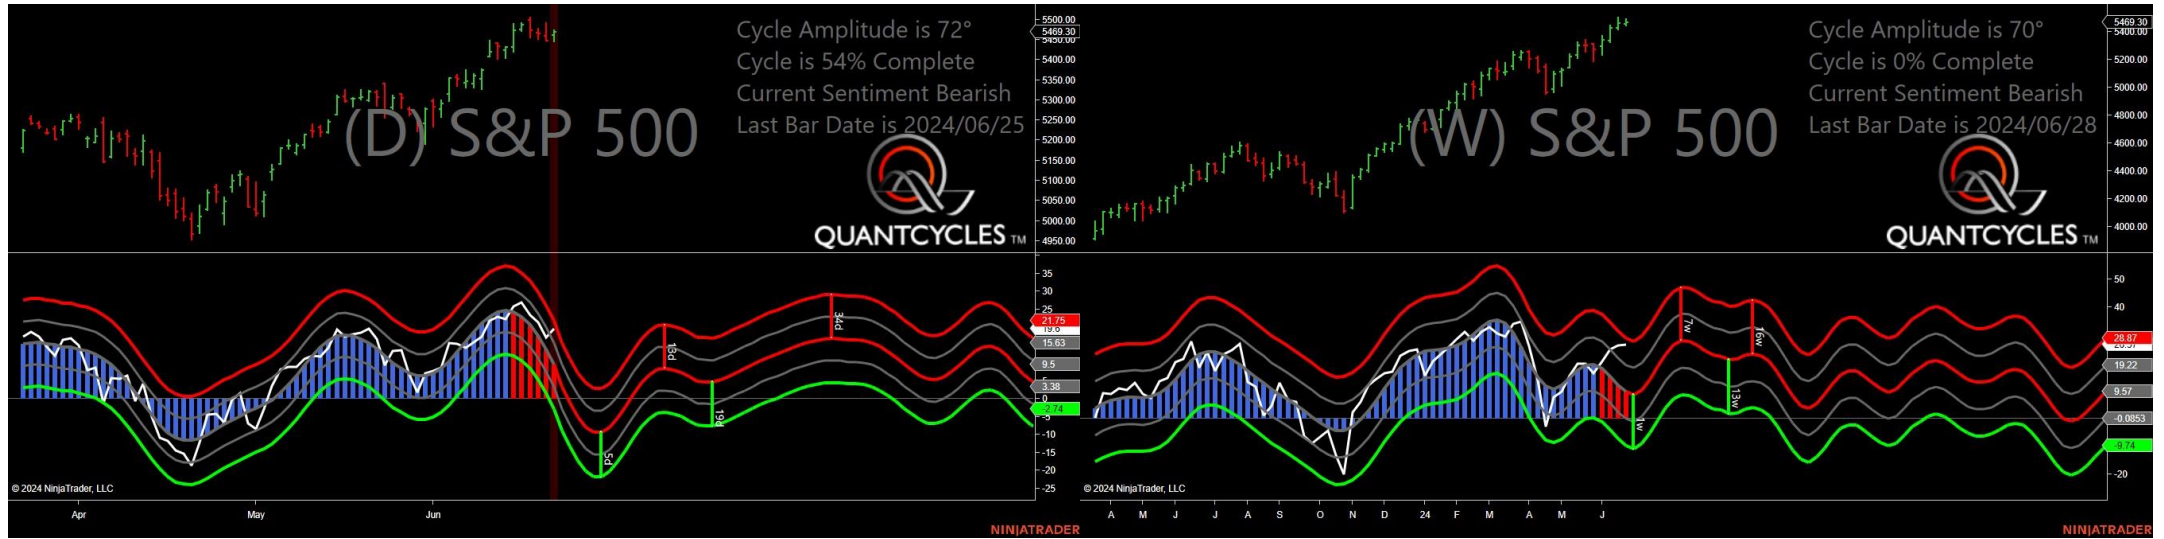 (D) S&P 500
Cycle Amplitude is 72°
Cycle is 54% Complete
Current Sentiment Bearish
Last Bar Date is 2024/06/25
QUANTCYCLES TM
5500.00
5469.30
5450.00
5400.00
5350.00
5300.00
5250.00
5200.00
5150.00
5100.00
5050.00
5000.00
4950.00
35
30
25
21.75
19.6
15.63
9.5
5
3.38
0
-2.74
-5
-10
-15
-20
-25
5d
13d
19d
34d
© 2024 NinjaTrader, LLC
Apr May Jun
NINJATRADER
(W) S&P 500
Cycle Amplitude is 70°
Cycle is 0% Complete
Current Sentiment Bearish
Last Bar Date is 2024/06/28
QUANTCYCLES TM
5469.30
5400.00
5200.00
5000.00
4800.00
4600.00
4400.00
4200.00
4000.00
50
40
28.87
19.22
9.57
-0.0853
-9.74
-20
1w
7w
13w
16w
© 2024 NinjaTrader, LLC
A M J J A S O N D 24 F M A M J
NINJATRADER